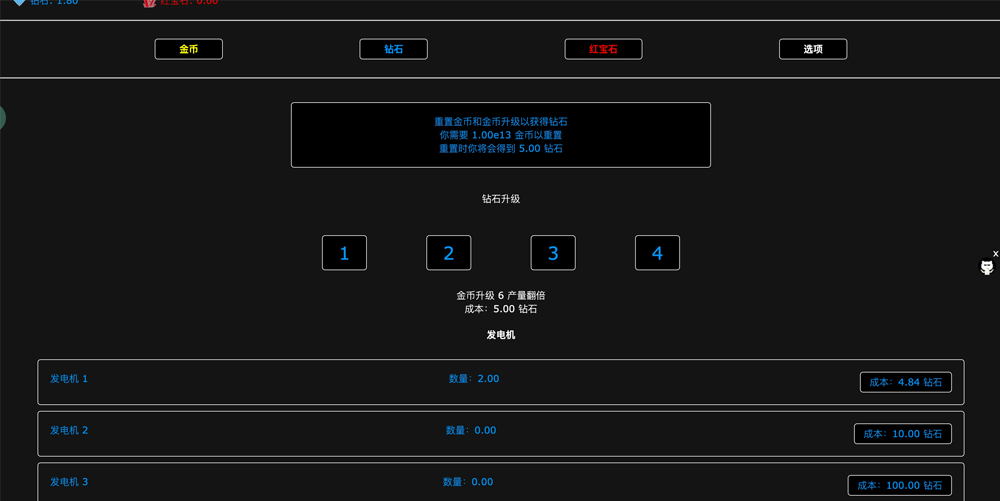 钻石：1.80
红宝石：0.00
金币
钻石
红宝石
选项
重置金币和金币升级以获得钻石
你需要 1.00e13 金币以重置
重置时你将会得到 5.00 钻石
钻石升级
1
2
3
4
金币升级 6 产量翻倍
成本：5.00 钻石
x
发电机
发电机 1
数量：2.00
成本：4.84 钻石
发电机 2
数量：0.00
成本：10.00 钻石
发电机 3
数量：0.00
成本：100.00 钻石